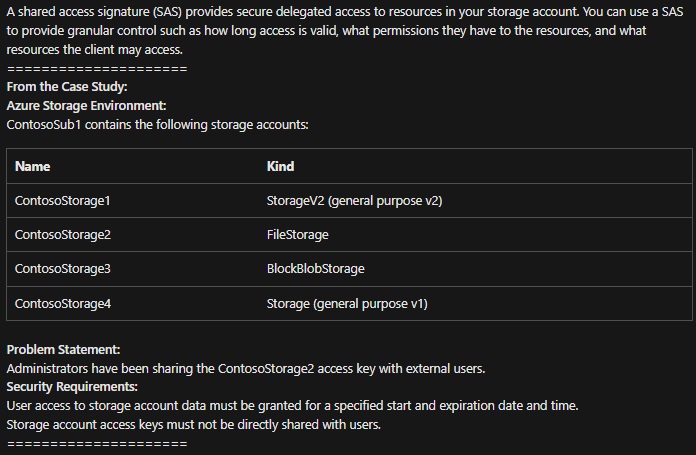 A shared access signature (SAS) provides secure delegated access to resources in your storage account. You can use a SAS
to provide granular control such as how long access is valid, what permissions they have to the resources, and what
resources the client may access.
=====================
From the Case Study:
Azure Storage Environment:
ContosoSub1 contains the following storage accounts:
Name Kind
ContosoStorage1 StorageV2 (general purpose v2)
ContosoStorage2 FileStorage
ContosoStorage3 BlockBlobStorage
ContosoStorage4 Storage (general purpose v1)
Problem Statement:
Administrators have been sharing the ContosoStorage2 access key with external users.
Security Requirements:
User access to storage account data must be granted for a specified start and expiration date and time.
Storage account access keys must not be directly shared with users.
=====================